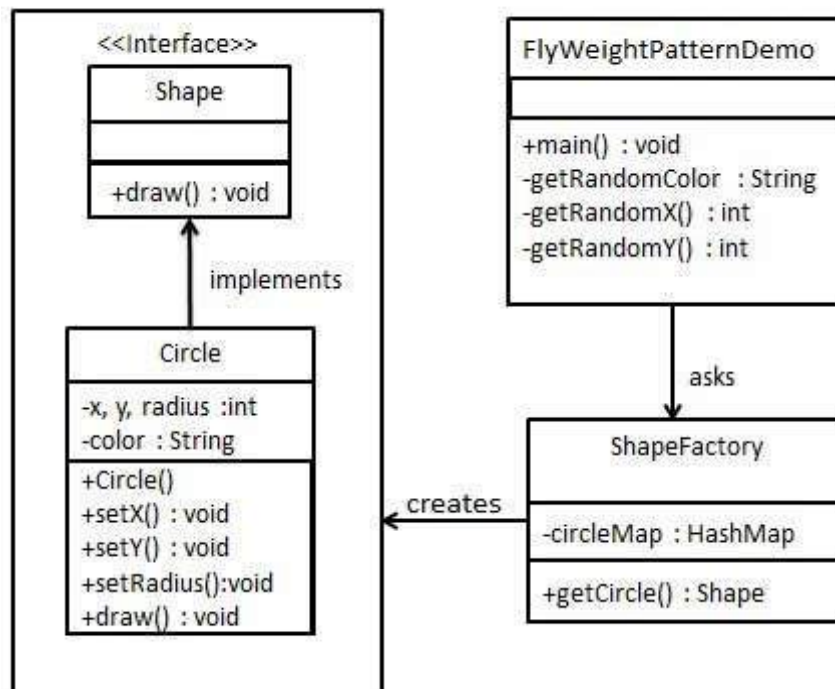 <<Interface>>
Shape
+draw() : void
implements
Circle
-x, y, radius :int
-color : String
+Circle()
+setX() : void
+setY() : void
+setRadius():void
+draw() : void
FlyWeightPatternDemo
+main() : void
-getRandomColor : String
-getRandomX() : int
-getRandomY() : int
asks
ShapeFactory
-circleMap : HashMap
+getCircle() : Shape
creates